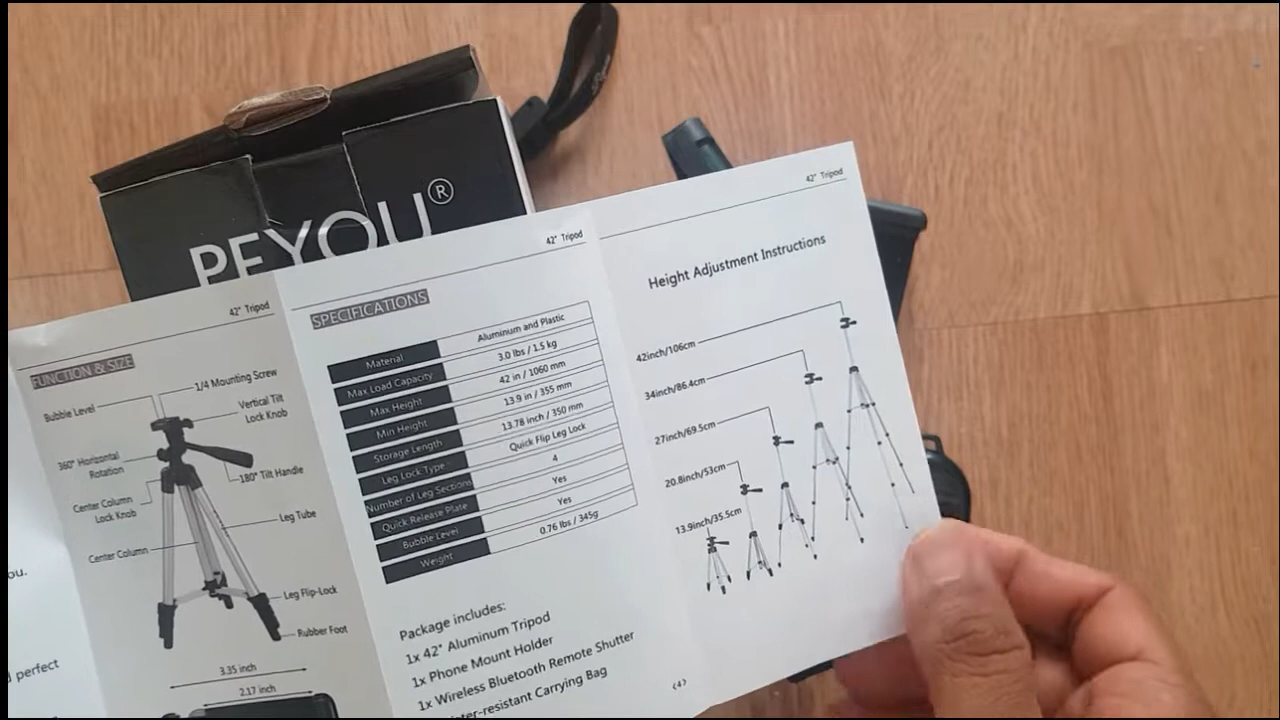 PEYOU®
ou.
d perfect
42" Tripod
FUNCTION & SIZE
1/4 Mounting Screw
Bubble Level
Vertical Tilt
Lock Knob
360° Horizontal
Rotation
180° Tilt Handle
Center Column
Lock Knob
Leg Tube
Center Column
Leg Flip-Lock
Rubber Foot
3.35 inch
2.17 inch
42" Tripod
SPECIFICATIONS
Material Aluminum and Plastic
Max Load Capacity 3.0 lbs / 1.5 kg
Max Height 42 in / 1060 mm
Min Height 13.9 in / 355 mm
Storage Length 13.78 inch / 350 mm
Leg Lock Type Quick Flip Leg Lock
Number of Leg Sections 4
Quick Release Plate Yes
Bubble Level Yes
Weight 0.76 lbs / 345g
Package includes:
1x 42" Aluminum Tripod
1x Phone Mount Holder
1x Wireless Bluetooth Remote Shutter
ter-resistant Carrying Bag
42" Tripod
Height Adjustment Instructions
42inch/106cm
34inch/86.4cm
27inch/69.5cm
20.8inch/53cm
13.9inch/35.5cm
(4)